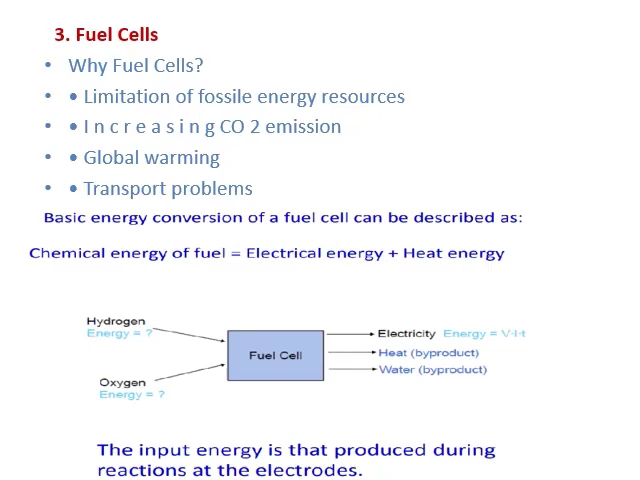 3. Fuel Cells
• Why Fuel Cells?
• • Limitation of fossile energy resources
• • I n c r e a s i n g CO 2 emission
• • Global warming
• • Transport problems
Basic energy conversion of a fuel cell can be described as:
Chemical energy of fuel = Electrical energy + Heat energy
Hydrogen
Energy = ?
Oxygen
Energy = ?
Fuel Cell
Electricity Energy = V·I·t
Heat (byproduct)
Water (byproduct)
The input energy is that produced during
reactions at the electrodes.